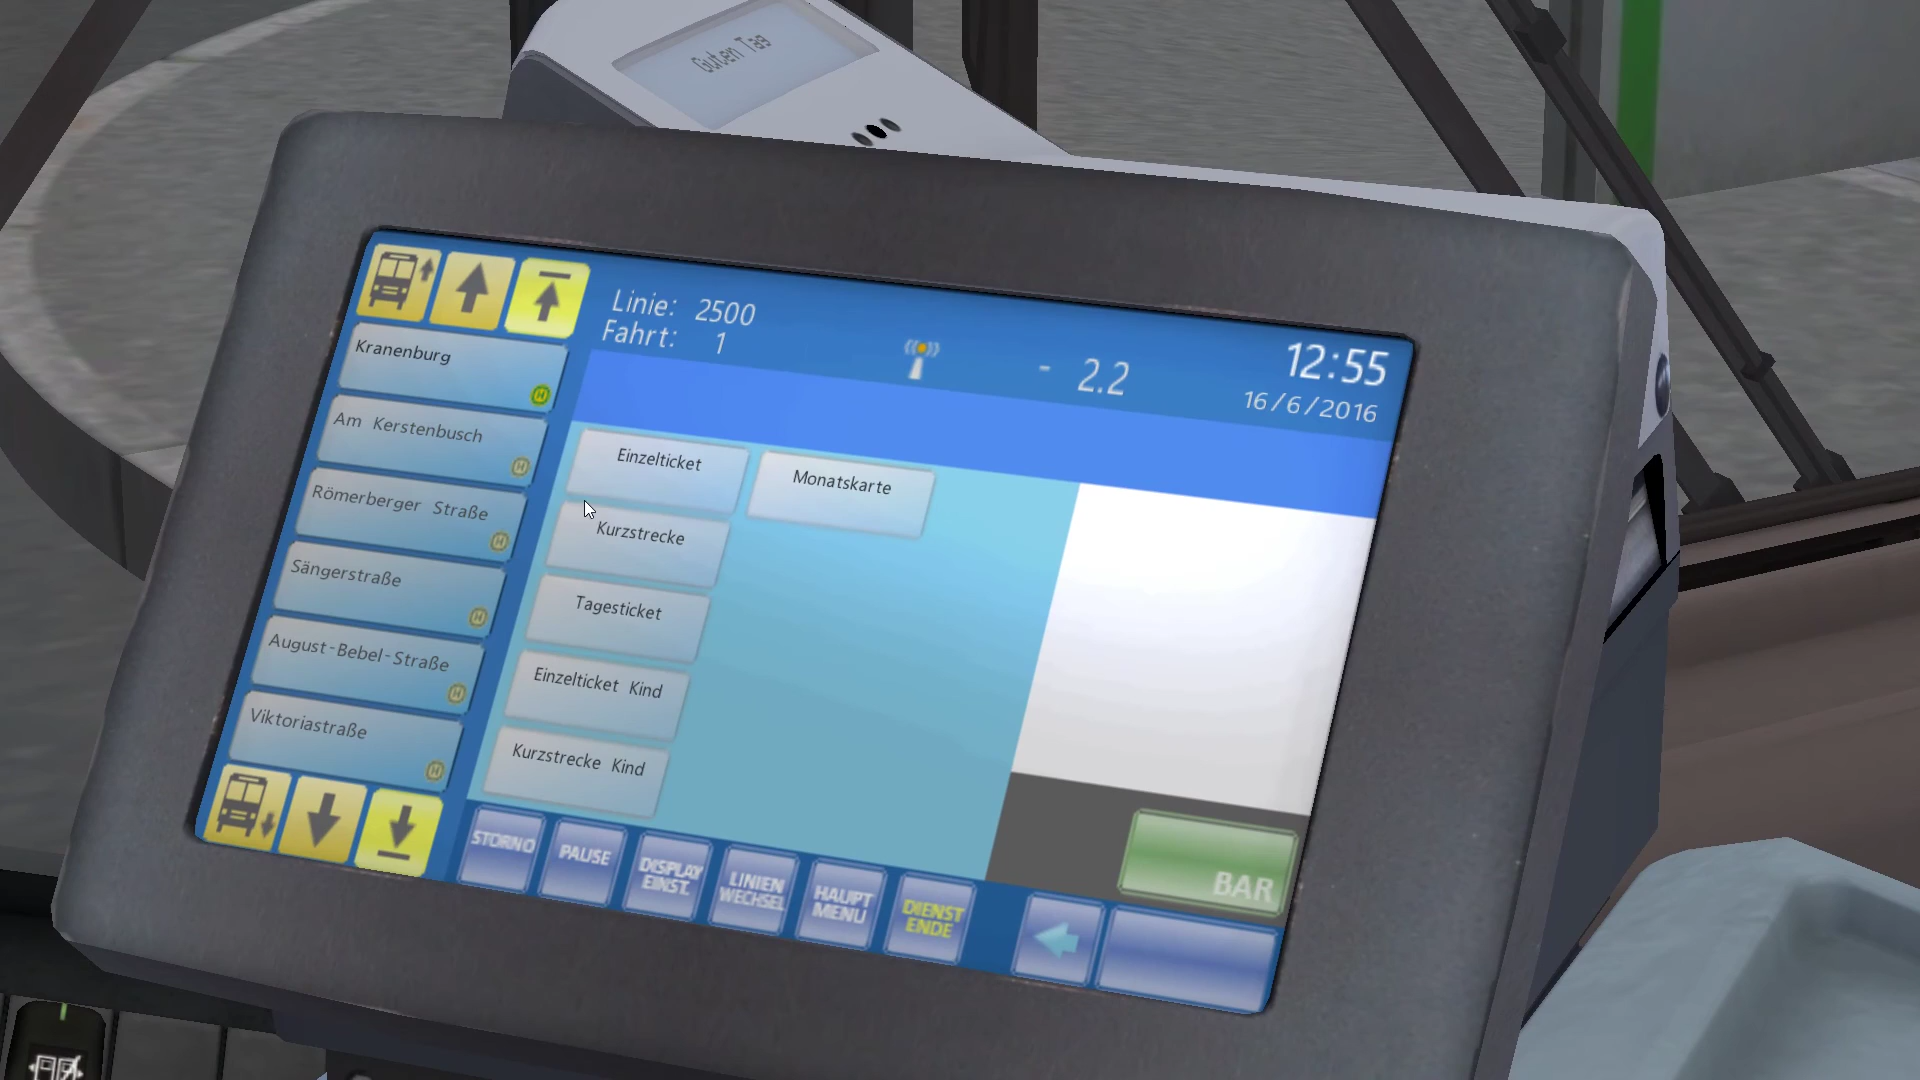 Guten Tag
Linie: 2500
Fahrt: 1
- 2.2
12:55
16/6/2016
Kranenburg
Am Kerstenbusch
Römerberger Straße
Sängerstraße
August-Bebel-Straße
Viktoriastraße
Einzelticket
Monatskarte
Kurzstrecke
Tagesticket
Einzelticket Kind
Kurzstrecke Kind
BAR
STORNO
PAUSE
DISPLAY
EINST.
LINIEN
WECHSEL
HAUPT
MENU
DIENST
ENDE